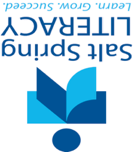 Salt Spring
LITERACY
Learn. Grow. Succeed.